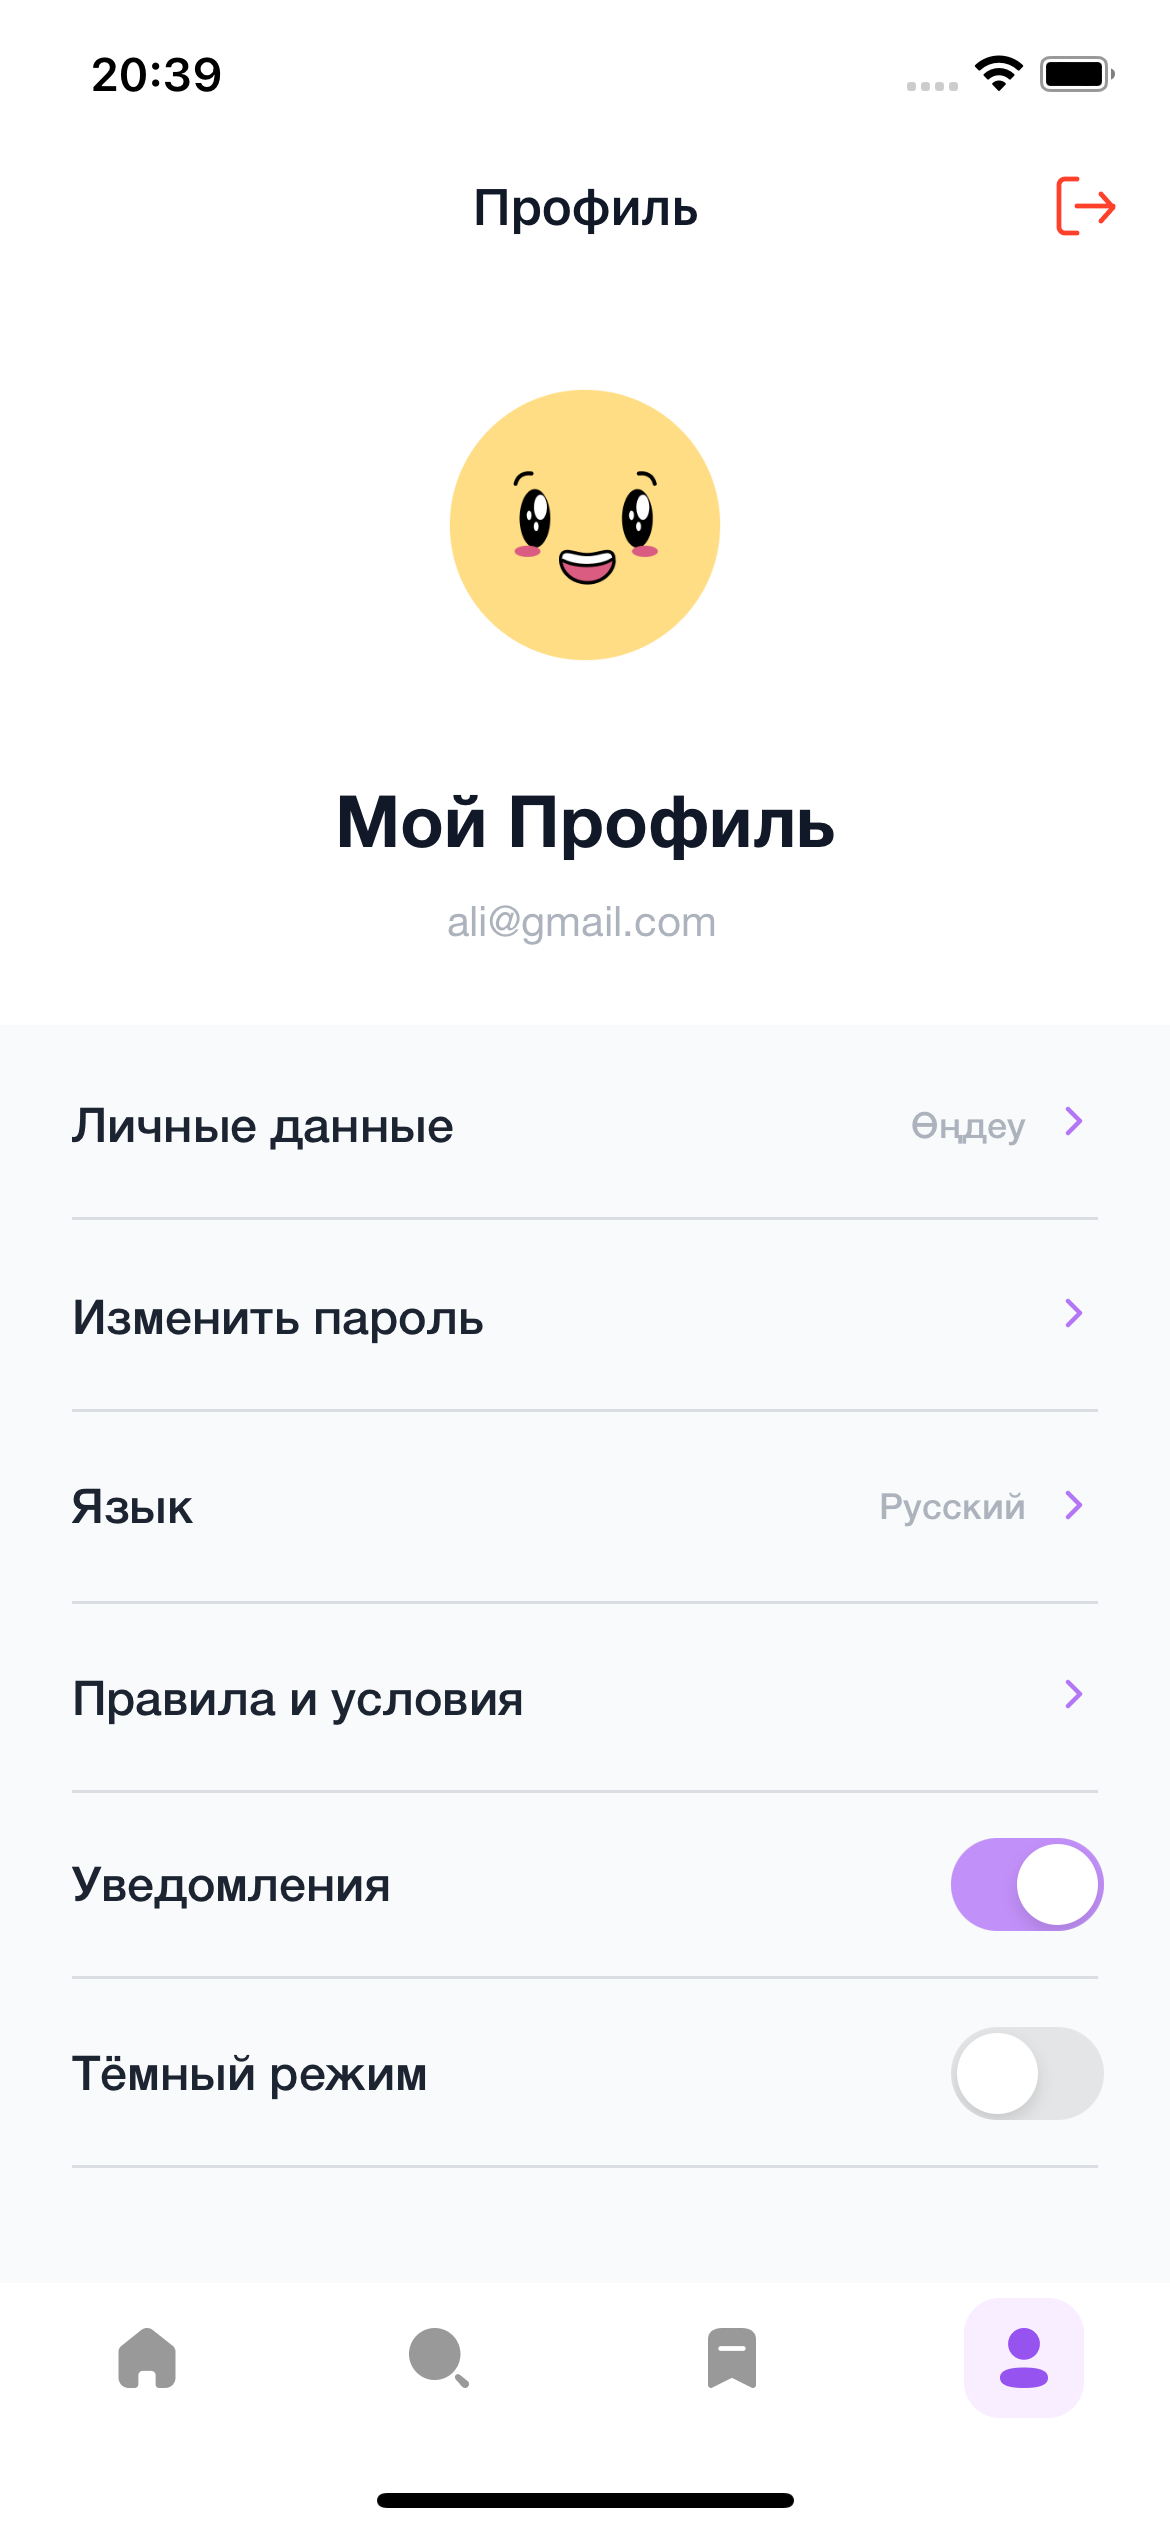 20:39
Профиль
Мой Профиль
ali@gmail.com
Личные данные
Өңдеу
Изменить пароль
Язык
Русский
Правила и условия
Уведомления
Тёмный режим